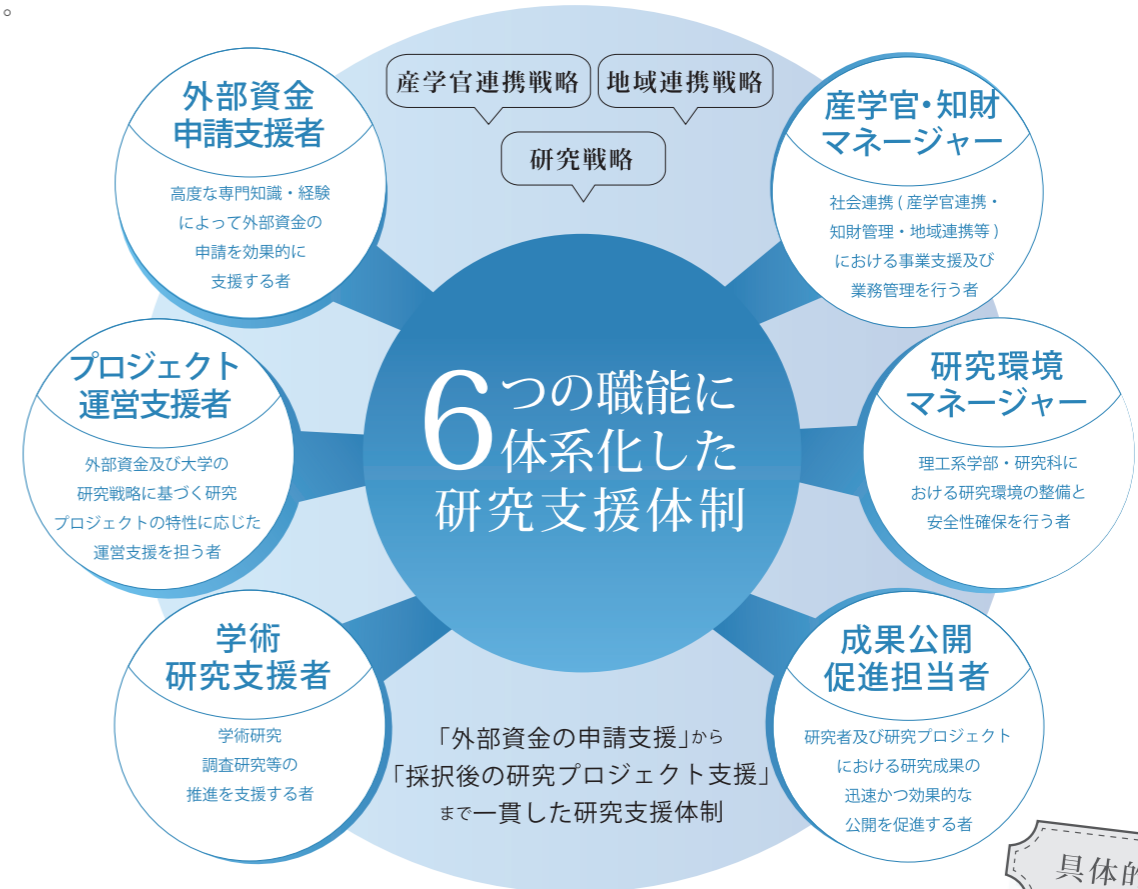 。
産学官連携戦略
地域連携戦略
研究戦略
外部資金
申請支援者
高度な専門知識・経験
によって外部資金の
申請を効果的に
支援する者
産学官・知財
マネージャー
社会連携 ( 産学官連携・
知財管理・地域連携等 )
における事業支援及び
業務管理を行う者
プロジェクト
運営支援者
外部資金及び大学の
研究戦略に基づく研究
プロジェクトの特性に応じた
運営支援を担う者
6つの職能に
体系化した
研究支援体制
研究環境
マネージャー
理工系学部・研究科に
おける研究環境の整備と
安全性確保を行う者
学術
研究支援者
学術研究
調査研究等の
推進を支援する者
成果公開
促進担当者
研究者及び研究プロジェクト
における研究成果の
迅速かつ効果的な
公開を促進する者
「外部資金の申請支援」から
「採択後の研究プロジェクト支援」
まで一貫した研究支援体制
具体的